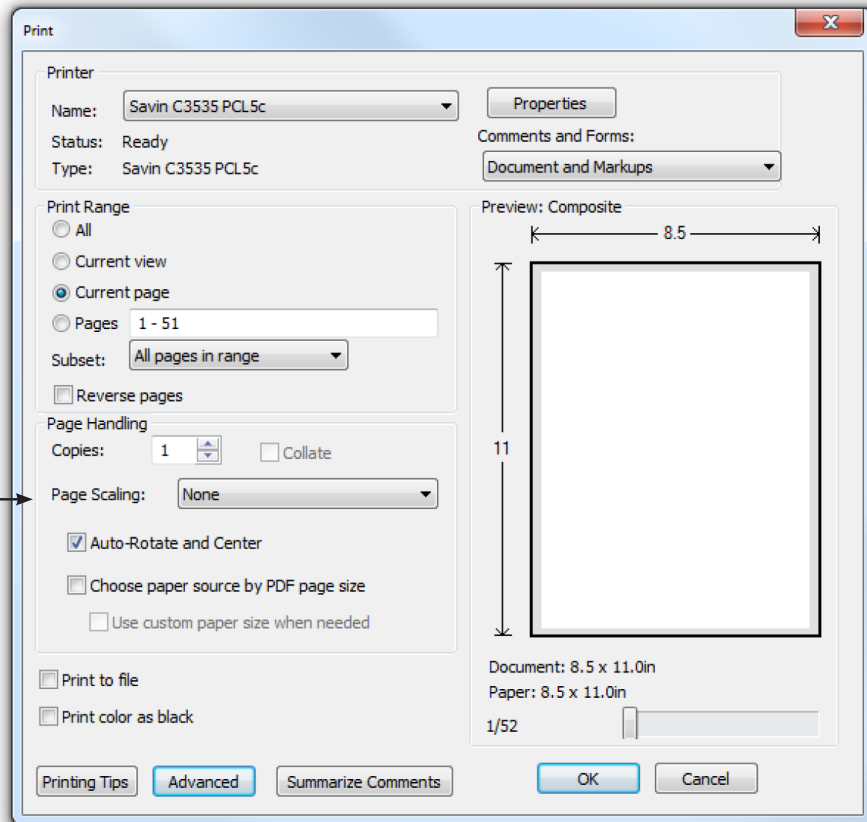 Print
Printer
Name: Savin C3535 PCL5c
Properties
Status: Ready
Comments and Forms:
Type: Savin C3535 PCL5c
Document and Markups
Print Range
All
Current view
Current page
Pages 1 - 51
Subset: All pages in range
Reverse pages
Page Handling
Copies: 1 Collate
Page Scaling: None
Auto-Rotate and Center
Choose paper source by PDF page size
Use custom paper size when needed
Print to file
Print color as black
Preview: Composite
8.5
11
Document: 8.5 x 11.0in
Paper: 8.5 x 11.0in
1/52
Printing Tips
Advanced
Summarize Comments
OK
Cancel